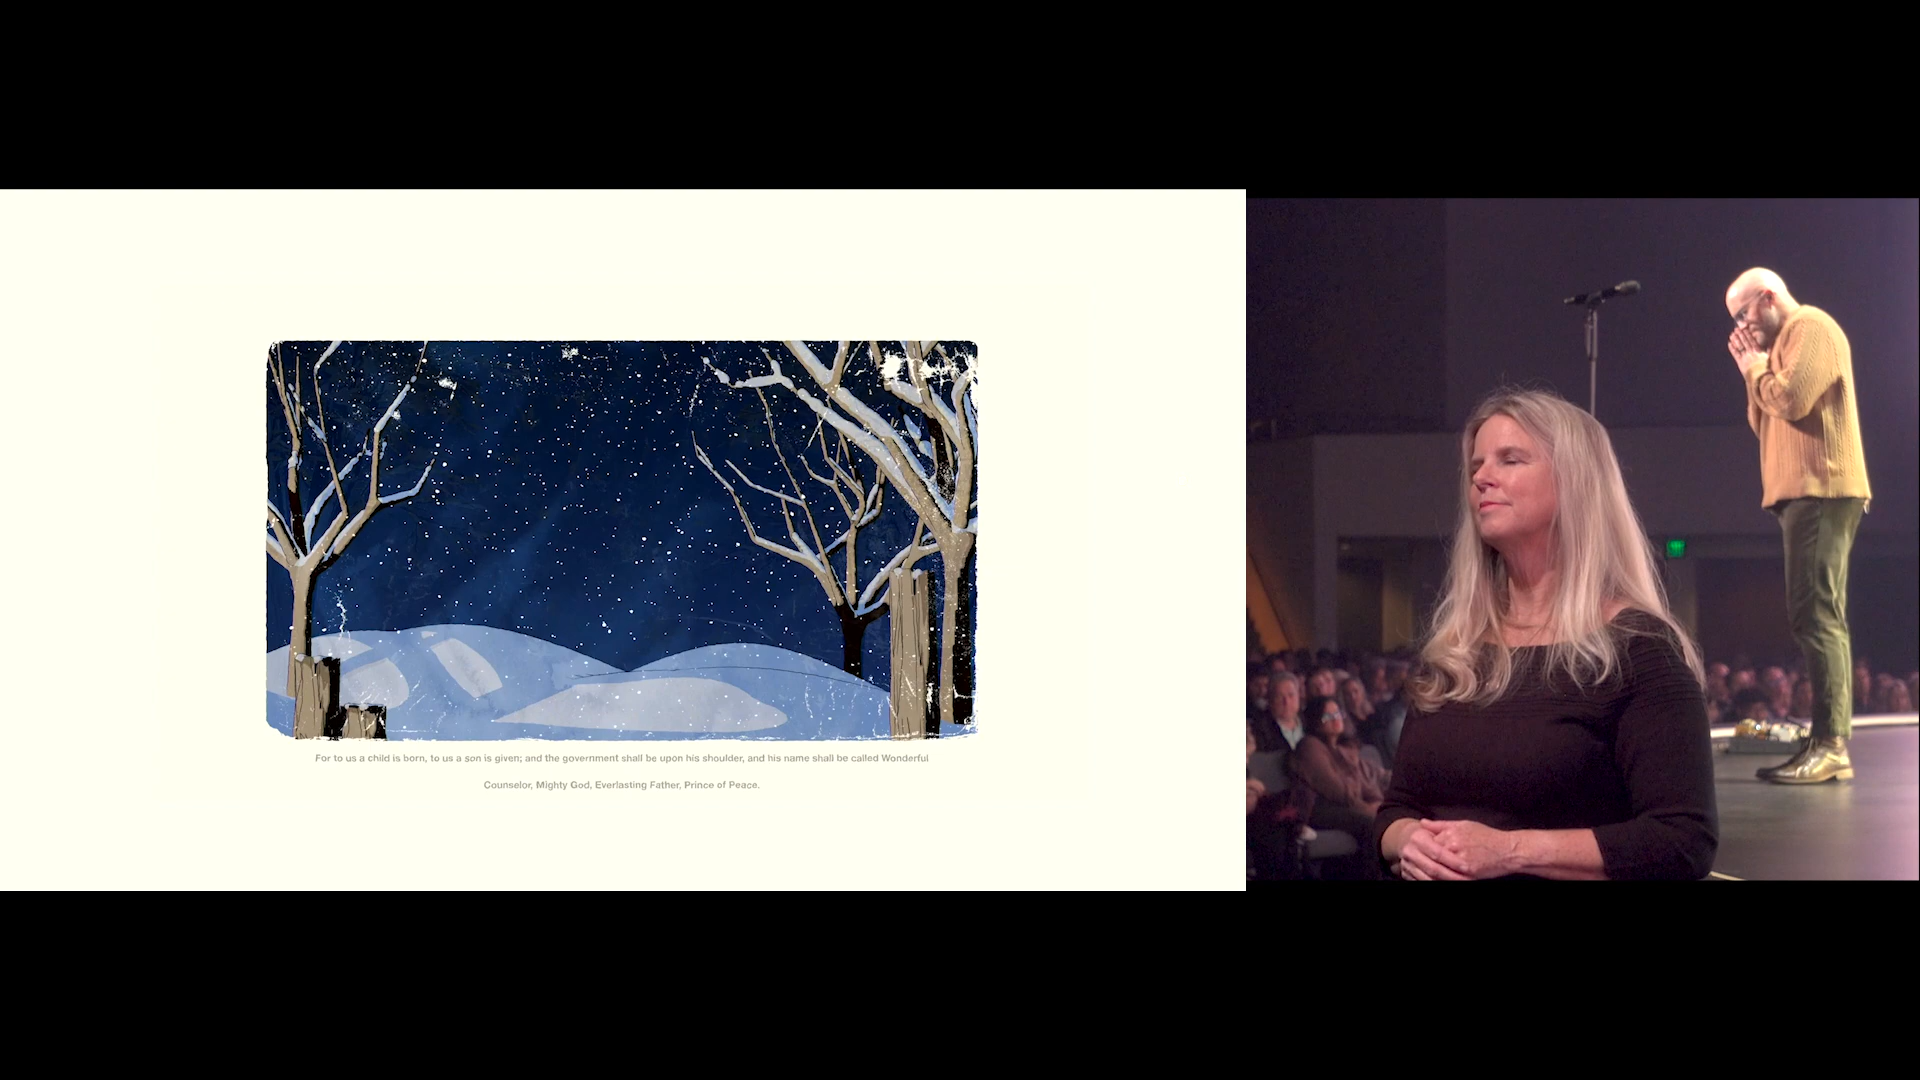 For to us a child is born, to us a son is given; and the government shall be upon his shoulder, and his name shall be called Wonderful
Counselor, Mighty God, Everlasting Father, Prince of Peace.